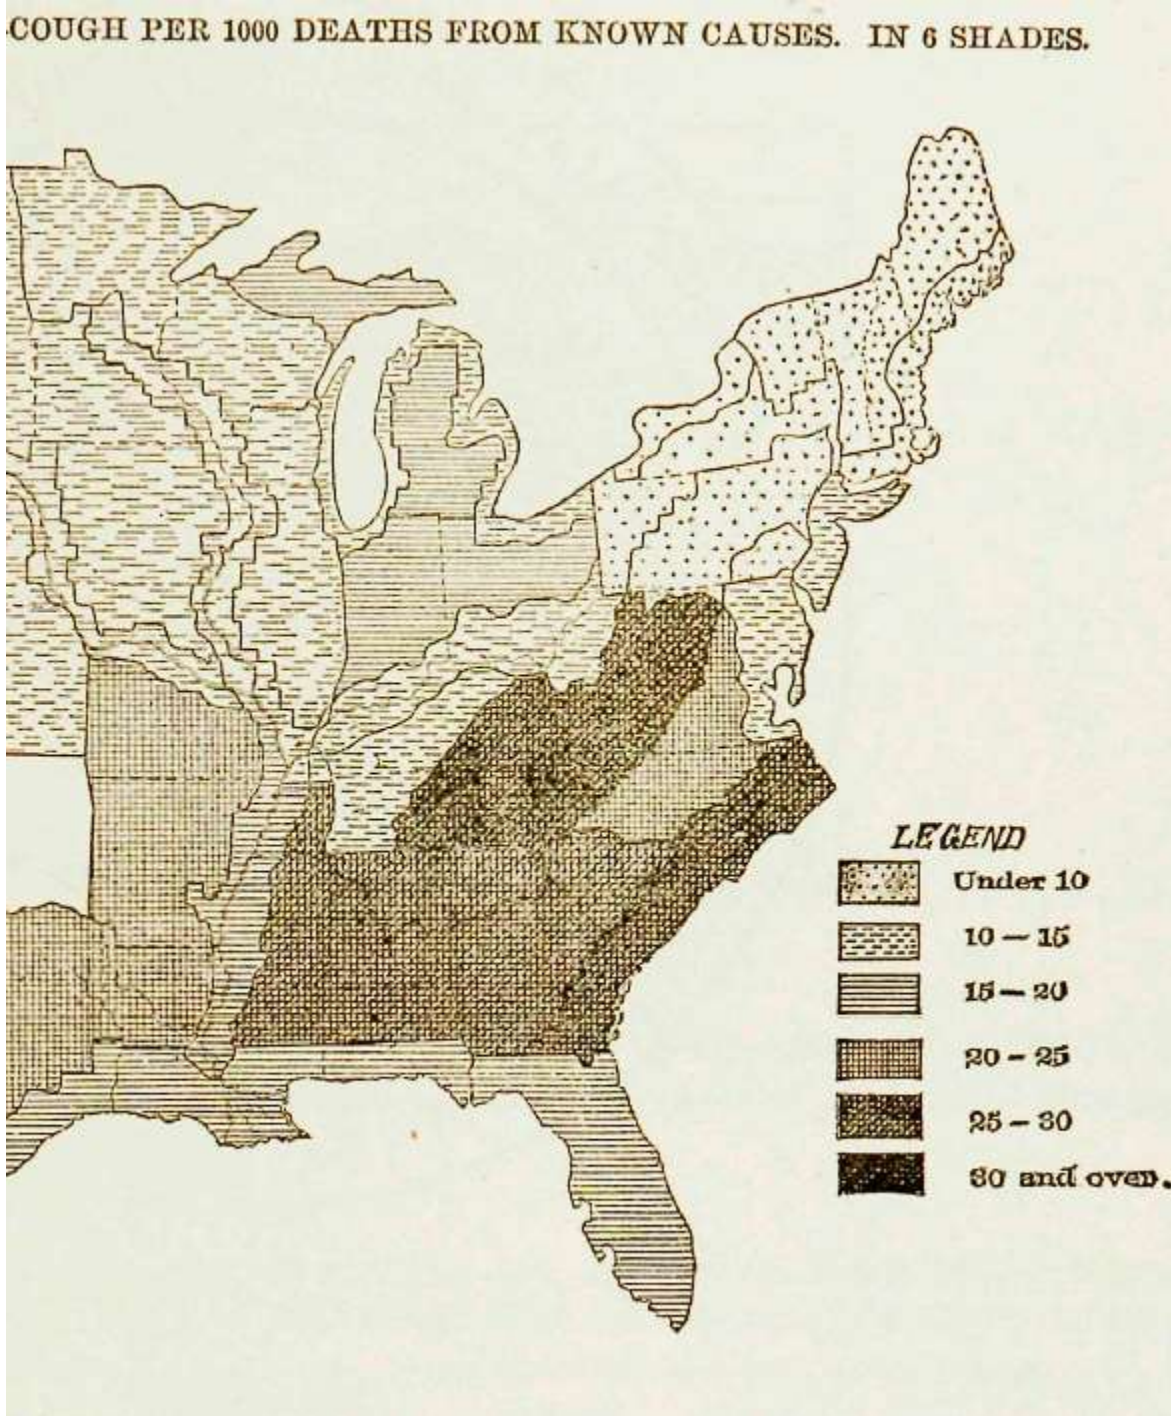 -COUGH PER 1000 DEATHS FROM KNOWN CAUSES. IN 6 SHADES.
LEGEND
Under 10
10 – 15
15 – 20
20 – 25
25 – 30
30 and over.